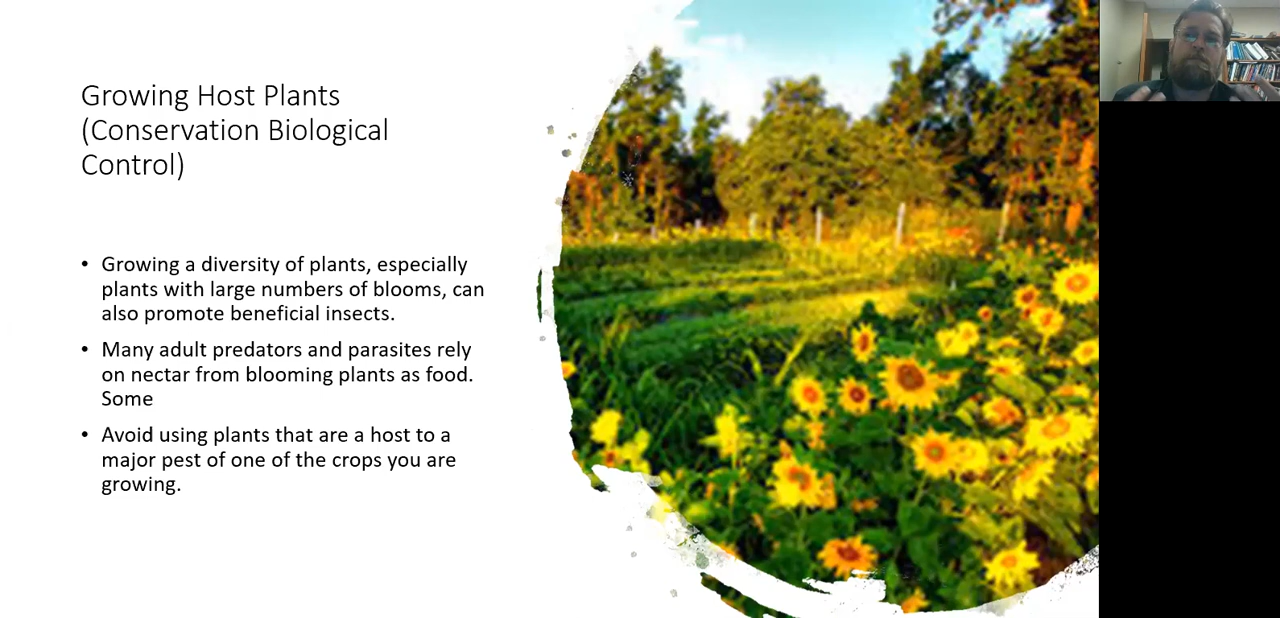 Growing Host Plants
(Conservation Biological
Control)
• Growing a diversity of plants, especially
plants with large numbers of blooms, can
also promote beneficial insects.
• Many adult predators and parasites rely
on nectar from blooming plants as food.
Some
• Avoid using plants that are a host to a
major pest of one of the crops you are
growing.